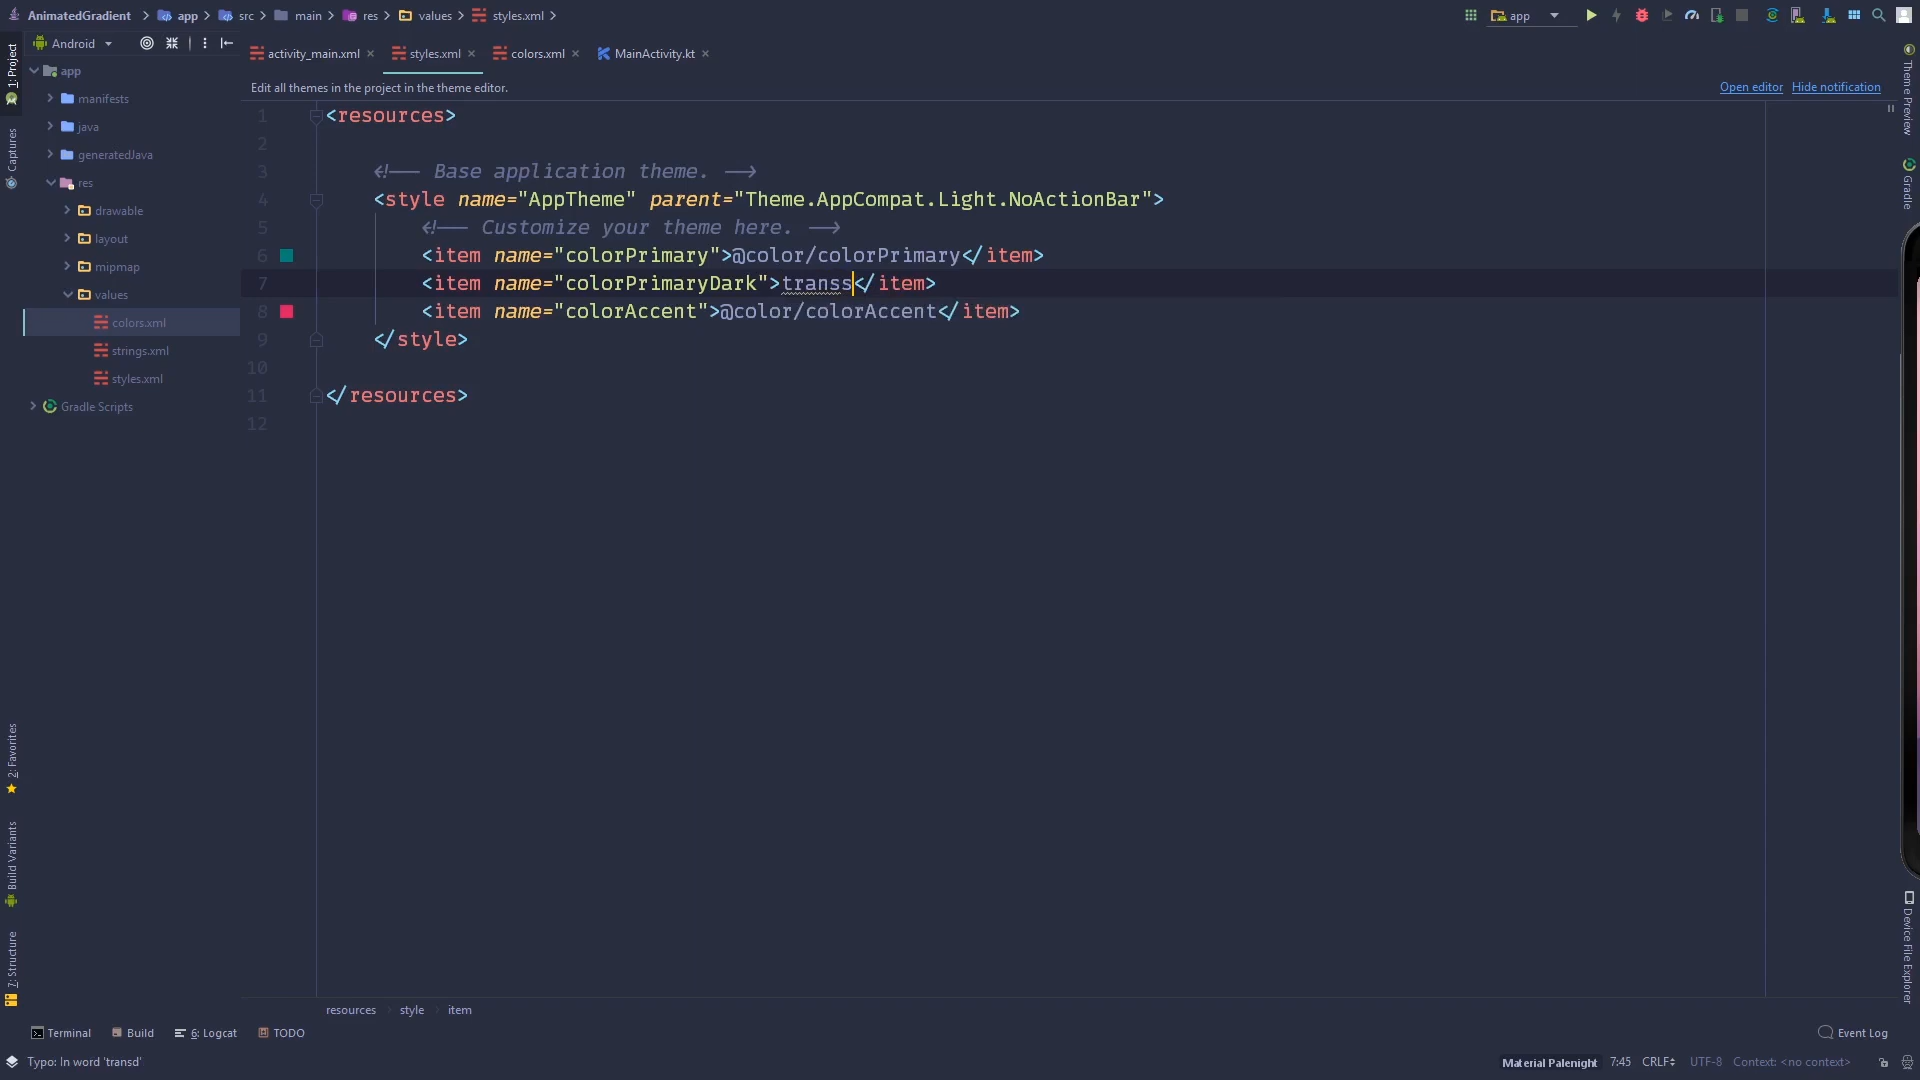 AnimatedGradient > app > src > main > res > values > styles.xml >
app
Android
activity_main.xml ×
styles.xml ×
colors.xml ×
MainActivity.kt ×
Edit all themes in the project in the theme editor.
Open editor
Hide notification
1: Project
Captures
2: Favorites
Build Variants
7: Structure
app
manifests
java
generatedJava
res
drawable
layout
mipmap
values
colors.xml
strings.xml
styles.xml
Gradle Scripts
1 <resources>
2
3 <!-- Base application theme. -->
4 <style name="AppTheme" parent="Theme.AppCompat.Light.NoActionBar">
5 <!-- Customize your theme here. -->
6 <item name="colorPrimary">@color/colorPrimary</item>
7 <item name="colorPrimaryDark">transs</item>
8 <item name="colorAccent">@color/colorAccent</item>
9 </style>
10
11 </resources>
12
Theme Preview
Gradle
Device File Explorer
resources
style
item
Terminal
Build
6: Logcat
TODO
Event Log
Typo: In word 'transd'
Material Palenight
7:45
CRLF
UTF-8
Context: <no context>